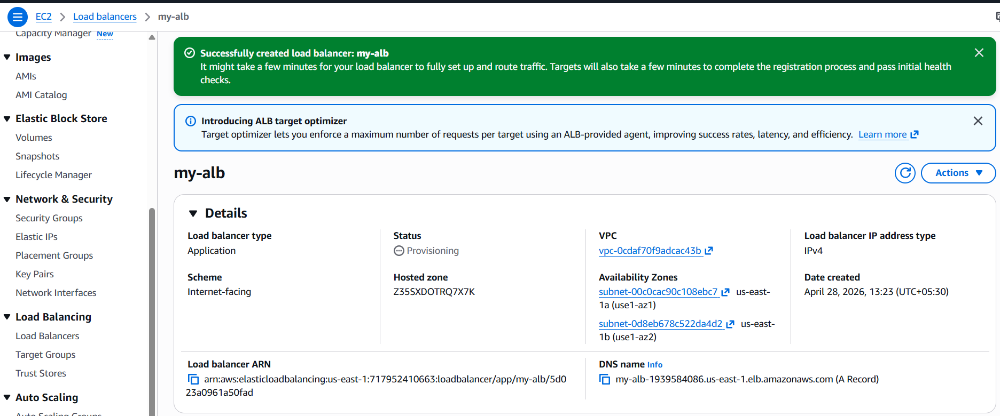 EC2 > Load balancers > my-alb
Capacity Manager New
Images
AMIs
AMI Catalog
Elastic Block Store
Volumes
Snapshots
Lifecycle Manager
Network & Security
Security Groups
Elastic IPs
Placement Groups
Key Pairs
Network Interfaces
Load Balancing
Load Balancers
Target Groups
Trust Stores
Auto Scaling
Auto Scaling Groups
Successfully created load balancer: my-alb
It might take a few minutes for your load balancer to fully set up and route traffic. Targets will also take a few minutes to complete the registration process and pass initial health
checks.
Introducing ALB target optimizer
Target optimizer lets you enforce a maximum number of requests per target using an ALB-provided agent, improving success rates, latency, and efficiency. Learn more
my-alb
Actions
Details
Load balancer type
Application
Status
Provisioning
VPC
vpc-0cdaf70f9adcac43b
Load balancer IP address type
IPv4
Scheme
Internet-facing
Hosted zone
Z35SXDOTRQ7X7K
Availability Zones
subnet-00c0cac90c108ebc7 us-east-
1a (use1-az1)
subnet-0d8eb678c522da4d2 us-east-
1b (use1-az2)
Date created
April 28, 2026, 13:23 (UTC+05:30)
Load balancer ARN
arn:aws:elasticloadbalancing:us-east-1:717952410663:loadbalancer/app/my-alb/5d0
23a0961a50fad
DNS name Info
my-alb-1939584086.us-east-1.elb.amazonaws.com (A Record)